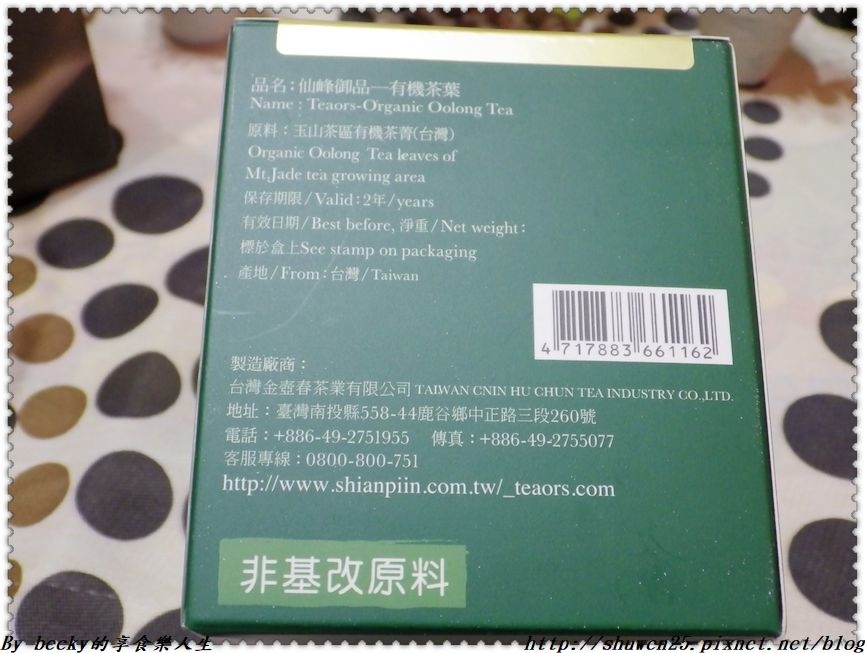 品名：仙峰御品—有機茶葉
Name : Teaors-Organic Oolong Tea
原料：玉山茶區有機茶菁(台灣)
Organic Oolong Tea leaves of
Mt.Jade tea growing area
保存期限/Valid：2年/years
有效日期/Best before, 淨重/Net weight：
標於盒上See stamp on packaging
產地/From：台灣/Taiwan
4 717883 661162
製造廠商：
台灣金壺春茶業有限公司 TAIWAN CNIN HU CHUN TEA INDUSTRY CO.,LTD.
地址：臺灣南投縣558-44鹿谷鄉中正路三段260號
電話：+886-49-2751955 傳真：+886-49-2755077
客服專線：0800-800-751
http://www.shianpiin.com.tw/_teaors.com
非基改原料
By becky的享食樂人生
http://shuwen25.pixnet.net/blog